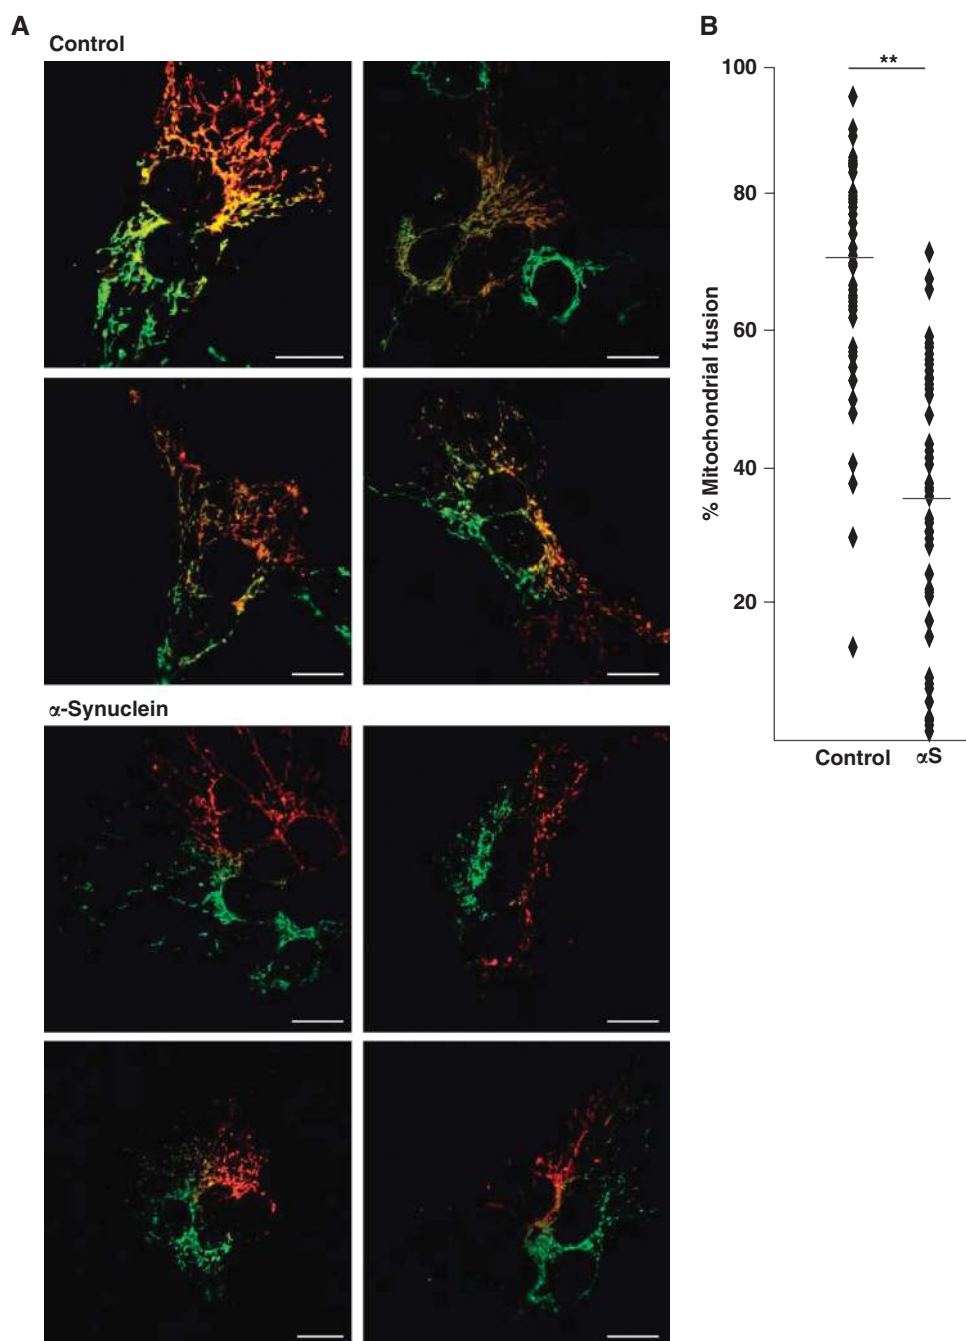 A
Control
α-Synuclein
B
**
100
80
60
40
20
% Mitochondrial fusion
Control αS